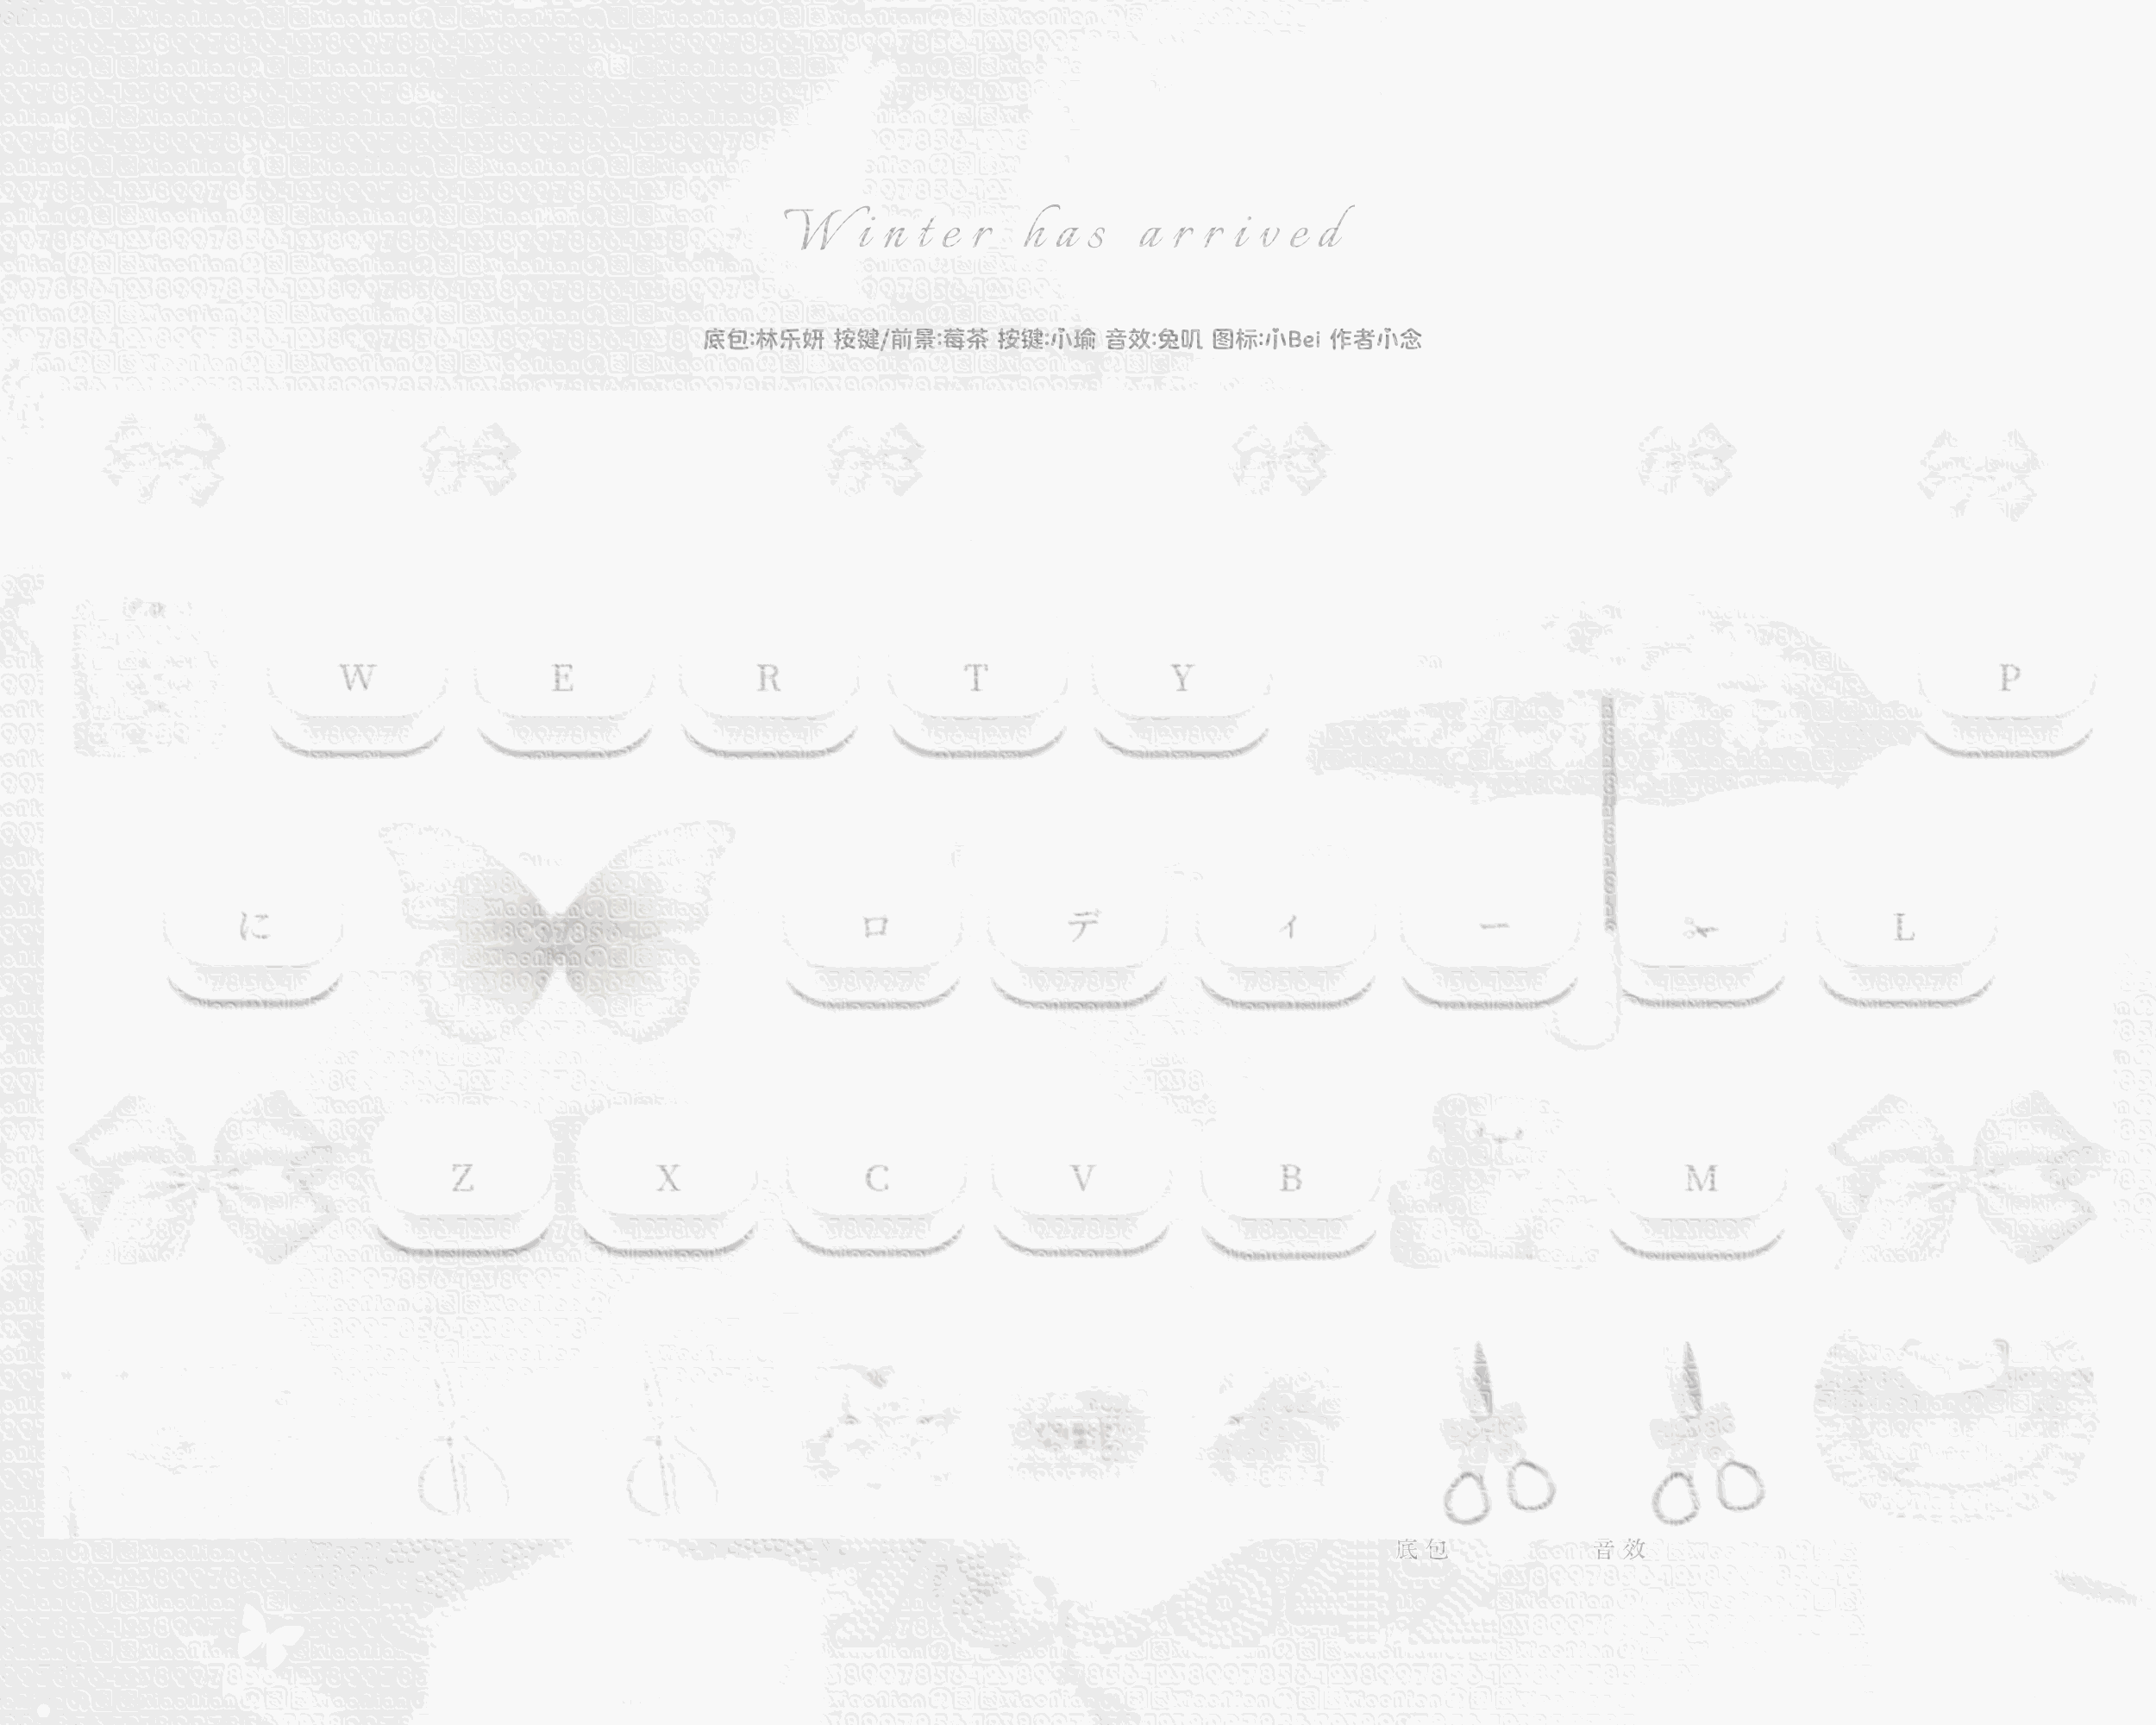 Winter has arrived
底包:林乐妍 按键/前景:莓茶 按键:小瑜 音效:兔叽 图标:小Bei 作者小念
W E R T Y P
に ロ デ ィ ー L
Z X C V B M
底包 音效